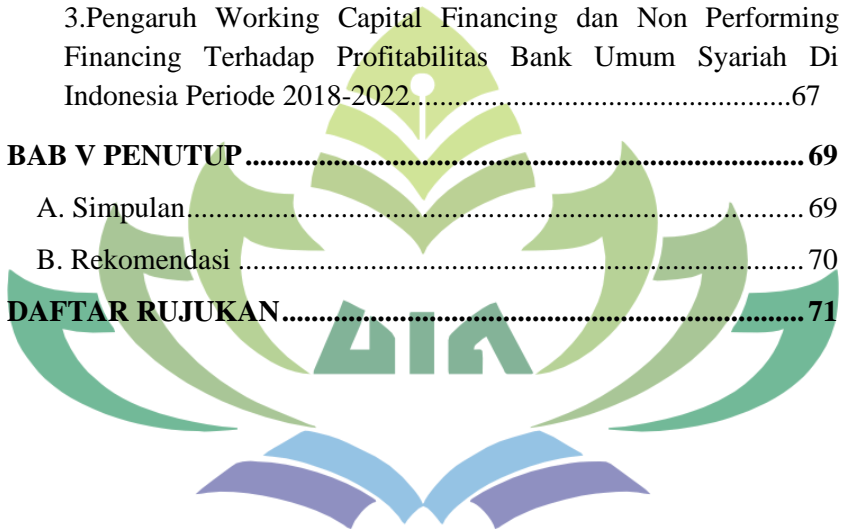 3.Pengaruh Working Capital Financing dan Non Performing
Financing Terhadap Profitabilitas Bank Umum Syariah Di
Indonesia Periode 2018-2022..................................................67
BAB V PENUTUP......................................................................... 69
A. Simpulan................................................................................. 69
B. Rekomendasi .......................................................................... 70
DAFTAR RUJUKAN.................................................................... 71